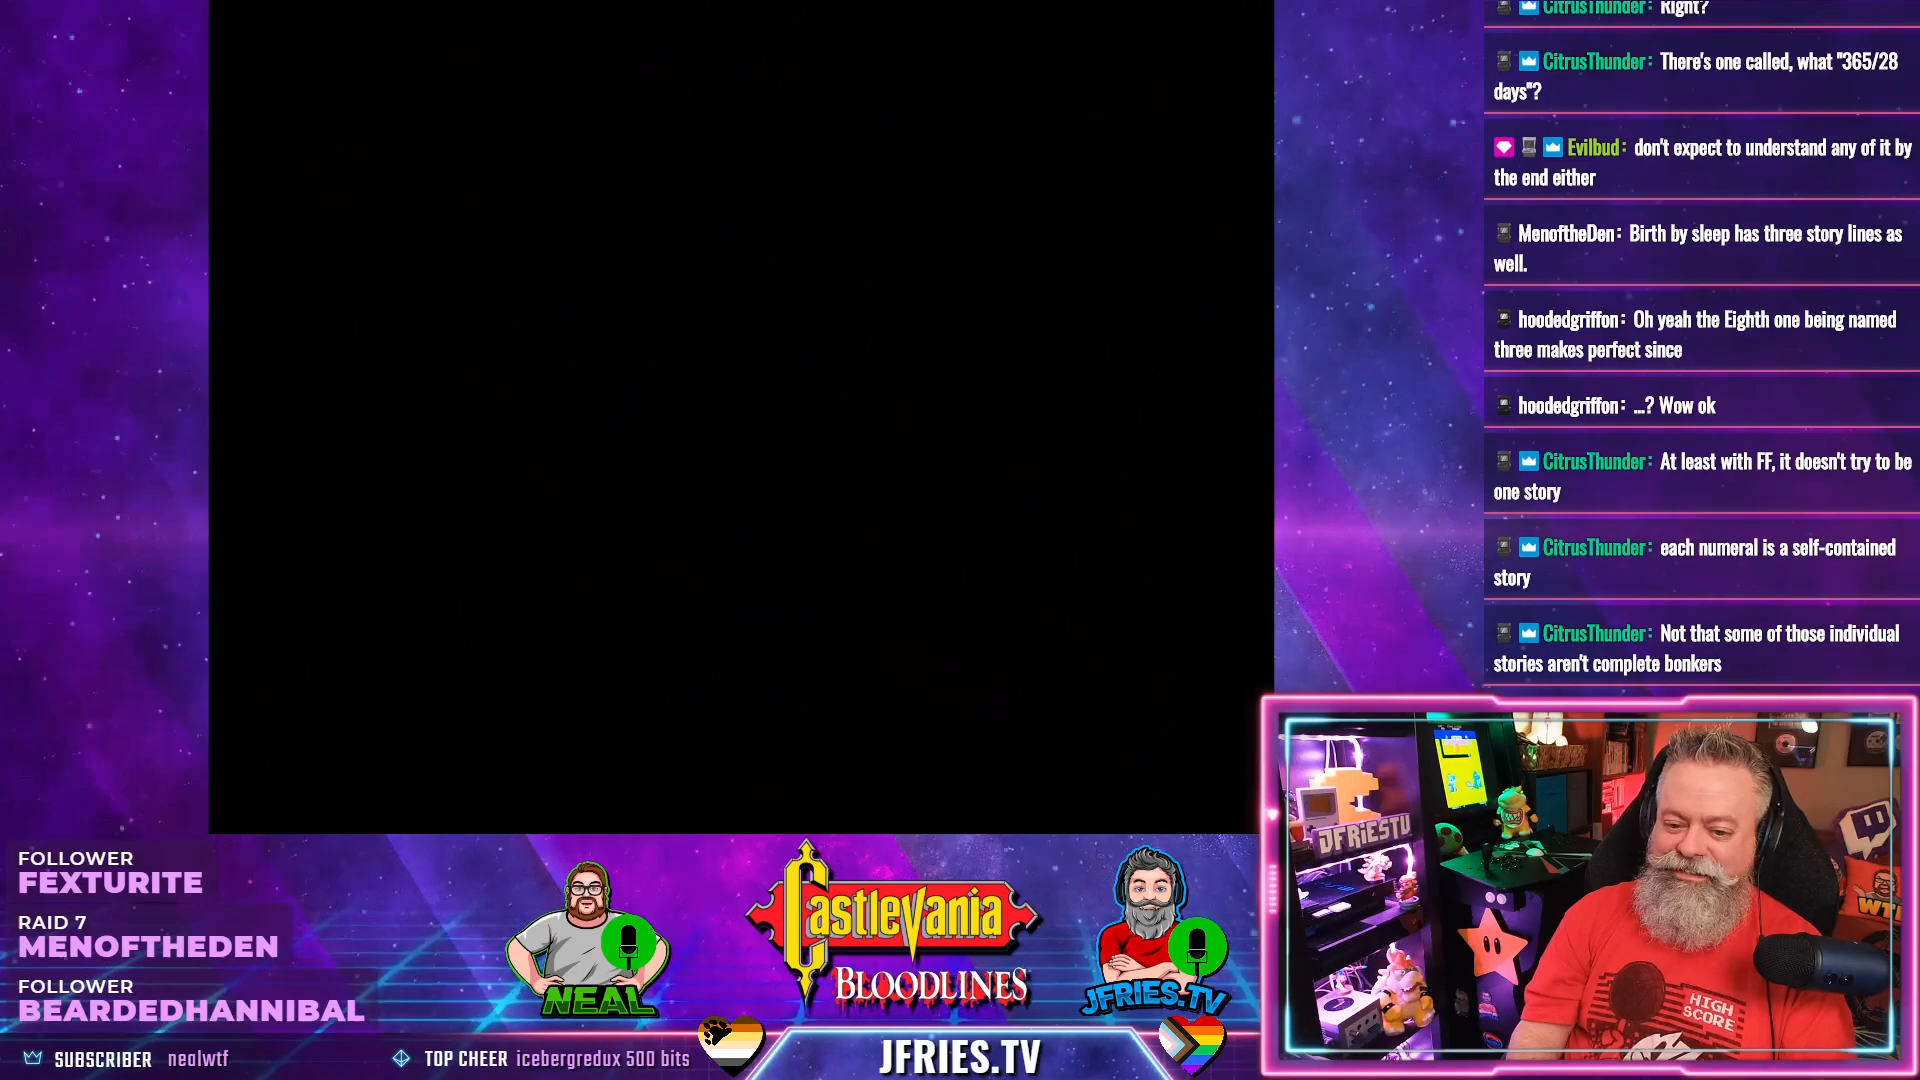 CitrusThunder: Right?
CitrusThunder: There's one called, what "365/28
days"?
Evilbud: don't expect to understand any of it by
the end either
MenoftheDen: Birth by sleep has three story lines as
well.
hoodedgriffon: Oh yeah the Eighth one being named
three makes perfect since
hoodedgriffon: ...? Wow ok
CitrusThunder: At least with FF, it doesn't try to be
one story
CitrusThunder: each numeral is a self-contained
story
CitrusThunder: Not that some of those individual
stories aren't complete bonkers
JFRIESTV
HIGH
SCORE
WTF
FOLLOWER
FEXTURITE
RAID 7
MENOFTHEDEN
FOLLOWER
BEARDEDHANNIBAL
NEAL
Castlevania
BLOODLINES
JFRIES.TV
SUBSCRIBER nealwtf
TOP CHEER icebergredux 500 bits
JFRIES.TV